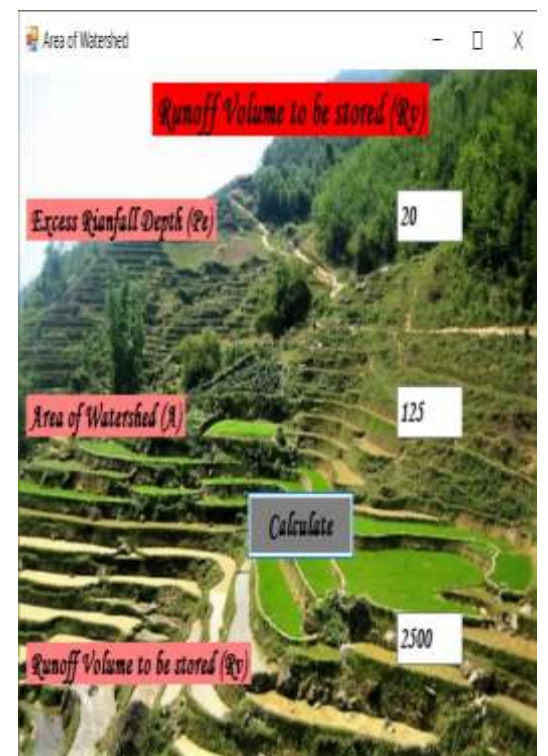 Area of Watershed
Runoff Volume to be stored (Rv)
Excess Rianfall Depth (Pe)
20
Area of Watershed (A)
125
Calculate
2500
Runoff Volume to be stored (Rv)